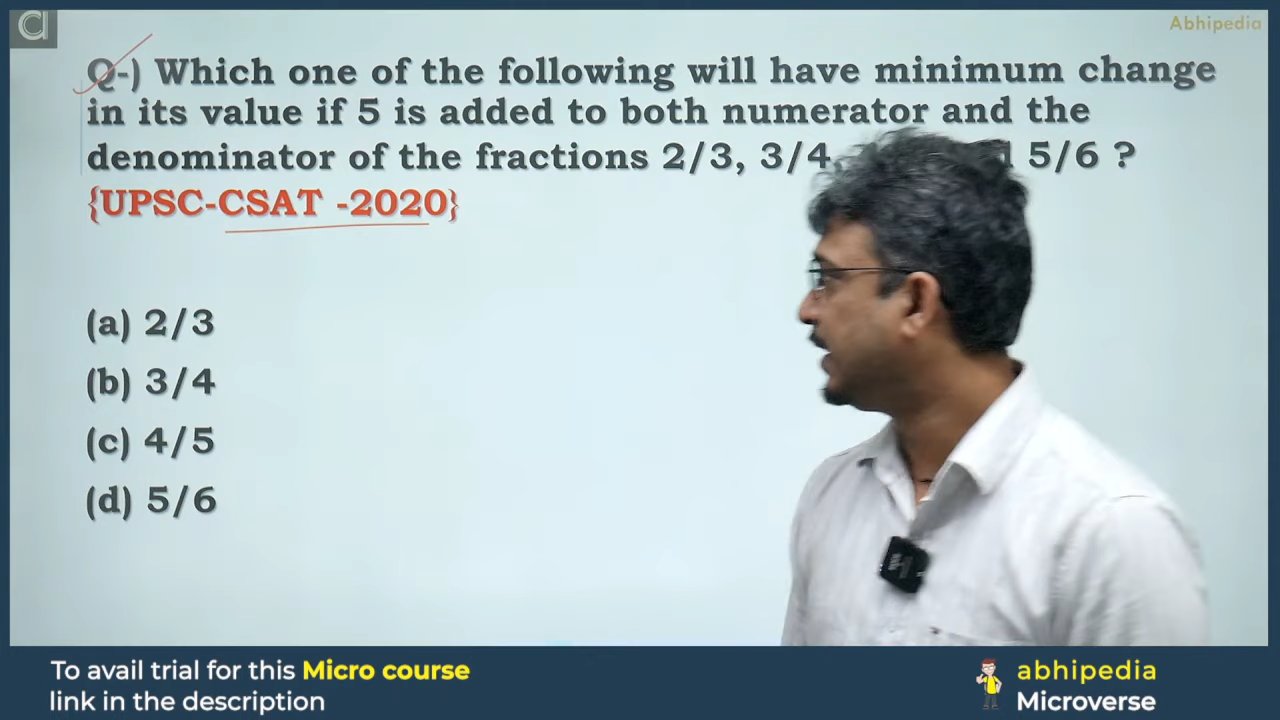 a
Abhipedia
Q-) Which one of the following will have minimum change
in its value if 5 is added to both numerator and the
denominator of the fractions 2/3, 3/4 5/6 ?
{UPSC-CSAT -2020}
(a) 2/3
(b) 3/4
(c) 4/5
(d) 5/6
To avail trial for this Micro course
link in the description
abhipedia
Microverse